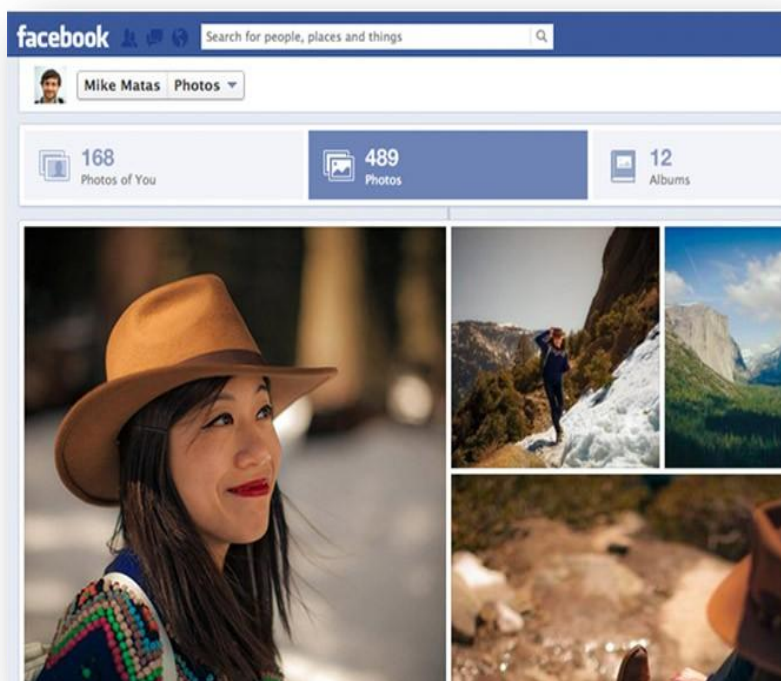 facebook
Search for people, places and things
Mike Matas Photos
168
Photos of You
489
Photos
12
Albums